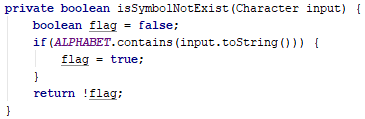 private boolean isSymbolNotExist(Character input) {
    boolean flag = false;
    if(ALPHABET.contains(input.toString())) {
        flag = true;
    }
    return !flag;
}